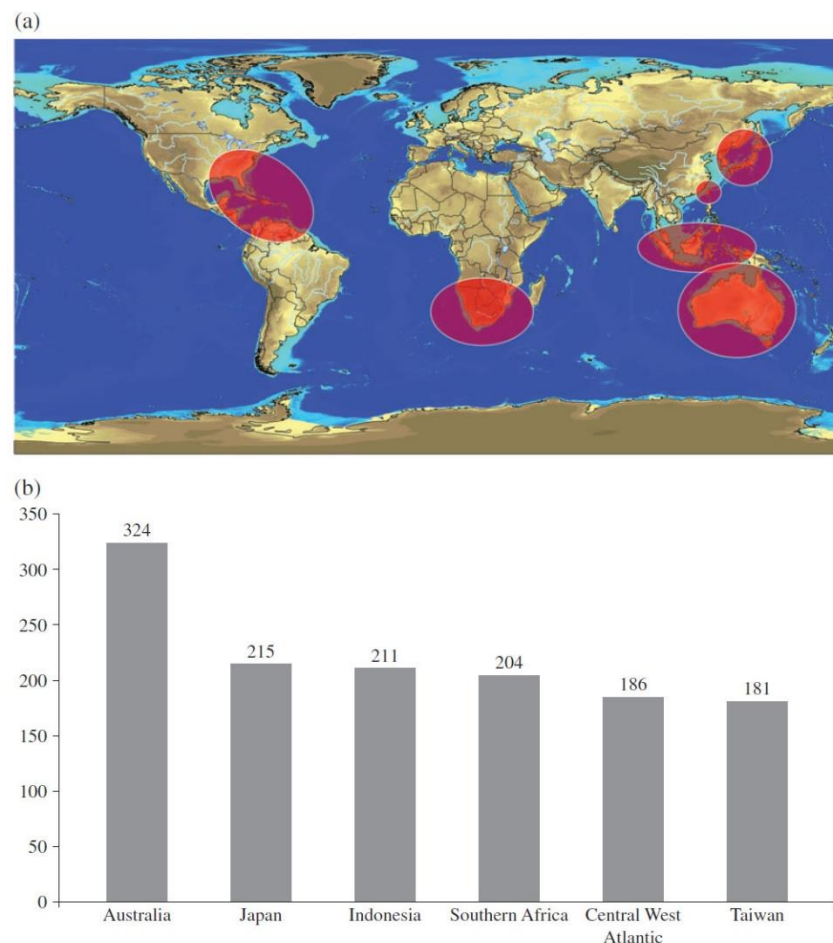 (a)
(b)
350
300
250
200
150
100
50
0
324
215
211
204
186
181
Australia
Japan
Indonesia
Southern Africa
Central West
Atlantic
Taiwan